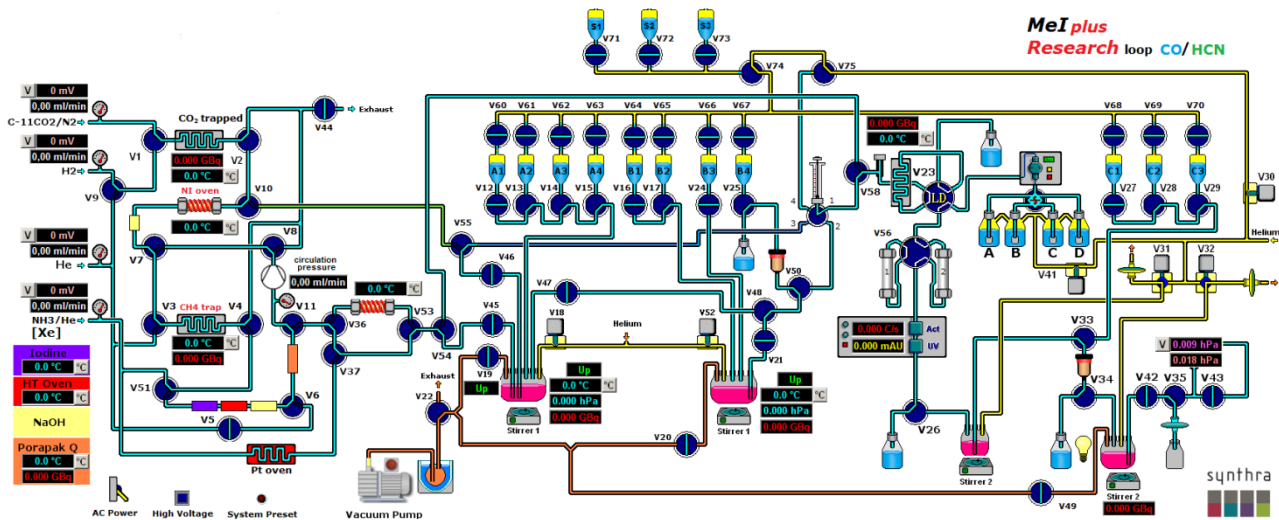 MeI plus
Research loop CO/HCN
S1 S2 S3
V71 V72 V73
V74 V75
V 0 mV
0,00 ml/min
C-11CO2/N2
CO2 trapped
V44
Exhaust
V1 V2
0.000 GBq
0.0 °C °C
V 0 mV
0,00 ml/min
H2
V9
NI oven
V10
0.0 °C °C
V 0 mV
0,00 ml/min
He
V7 V8
circulation
pressure
0,00 ml/min
V 0 mV
0,00 ml/min
NH3/He
[Xe]
V3 CH4 trap V4
0.0 °C °C
0.000 GBq
V11
0.0 °C °C
V36 V53
V37 V54
Iodine
0.0 °C °C
HT Oven
0.0 °C °C
NaOH
Porapak Q
0.0 °C °C
0.000 GBq
V51
V5 V6
Pt oven
AC Power
High Voltage
System Preset
Vacuum Pump
V60 V61 V62 V63 V64 V65 V66 V67
A1 A2 A3 A4 B1 B2 B3 B4
V12 V13 V14 V15 V16 V17 V24 V25
V55
V46
V45
V47
V48
V50
4 1
3 2
V18
Helium
V52
V19
V21
Exhaust
V22
Up
Up
0.0 °C °C
0.000 hPa
0.000 GBq
Stirrer 1
V20
Up
0.0 °C °C
0.000 hPa
0.000 GBq
Stirrer 1
0.000 GBq
0.0 °C °C
V58
V23
ILD
V56
1 2
0.000 C/s Act
0.000 mAU UV
V26
A B C D
V41
V68 V69 V70
C1 C2 C3
V27 V28 V29
V30
Helium
V31 V32
V33
V34
V 0.009 hPa
0.018 hPa
V42 V35 V43
Stirrer 2
Stirrer 2
0.000 GBq
V49
synthra